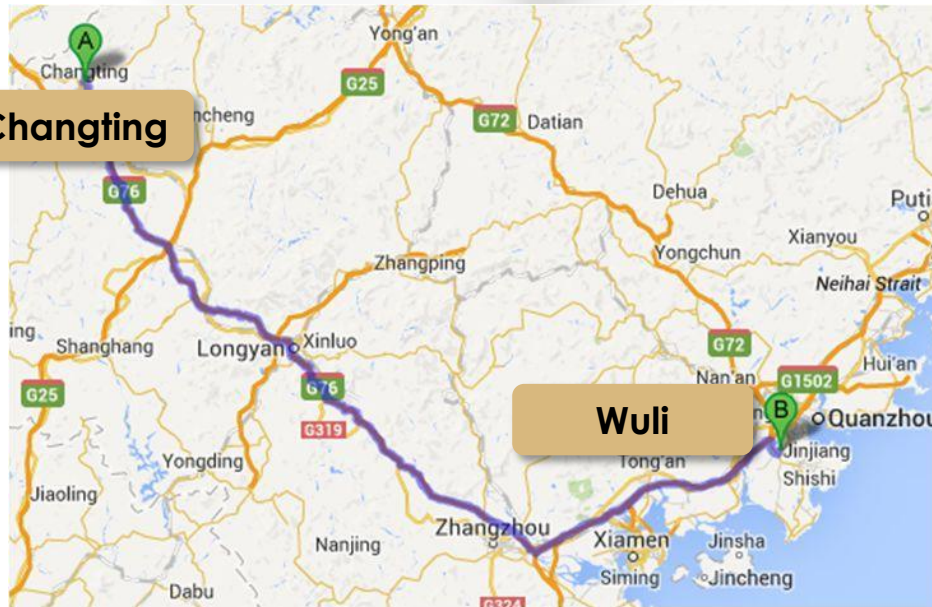 A
Changting
Changting
ncheng
Yong'an
G25
G72
Datian
G76
Dehua
Puti
Xianyou
Yongchun
Zhangping
Neihai Strait
ing
Shanghang
Longyan
Xinluo
G72
Hui'an
Nan'an
G1502
G25
G76
B
Wuli
Quanzhou
G319
Jinjiang
Tong'an
Shishi
Yongding
Jiaoling
Zhangzhou
Nanjing
Xiamen
Jinsha
Siming
Jincheng
Dabu
G324